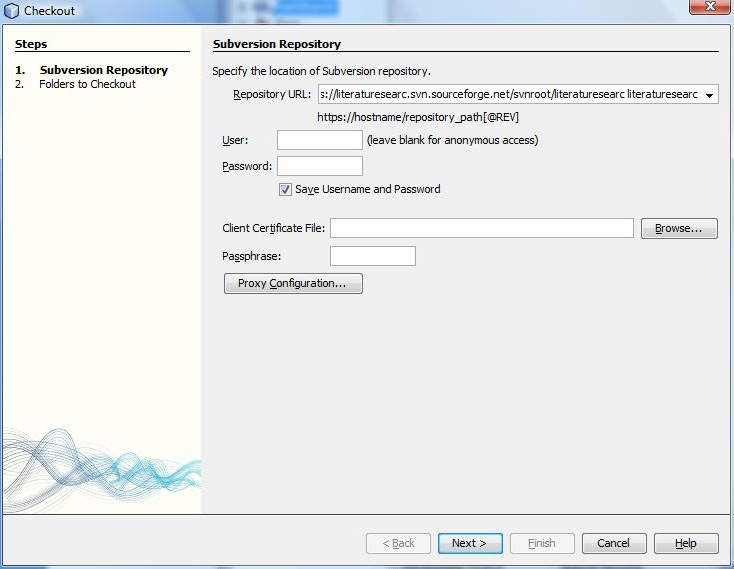 Checkout
Steps
1. Subversion Repository
2. Folders to Checkout
Subversion Repository
Specify the location of Subversion repository.
Repository URL: s://literaturesearc.svn.sourceforge.net/svnroot/literaturesearc literaturesearc
https://hostname/repository_path[@REV]
User: (leave blank for anonymous access)
Password:
Save Username and Password
Client Certificate File: Browse...
Passphrase:
Proxy Configuration...
< Back Next > Finish Cancel Help